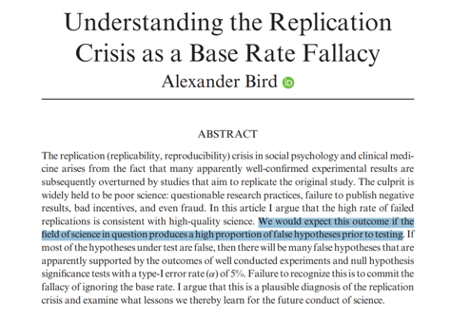 Understanding the Replication
Crisis as a Base Rate Fallacy
Alexander Bird iD
ABSTRACT
The replication (replicability, reproducibility) crisis in social psychology and clinical medi-
cine arises from the fact that many apparently well-confirmed experimental results are
subsequently overturned by studies that aim to replicate the original study. The culprit is
widely held to be poor science: questionable research practices, failure to publish negative
results, bad incentives, and even fraud. In this article I argue that the high rate of failed
replications is consistent with high-quality science. We would expect this outcome if the
field of science in question produces a high proportion of false hypotheses prior to testing. If
most of the hypotheses under test are false, then there will be many false hypotheses that are
apparently supported by the outcomes of well conducted experiments and null hypothesis
significance tests with a type-I error rate (α) of 5%. Failure to recognize this is to commit the
fallacy of ignoring the base rate. I argue that this is a plausible diagnosis of the replication
crisis and examine what lessons we thereby learn for the future conduct of science.